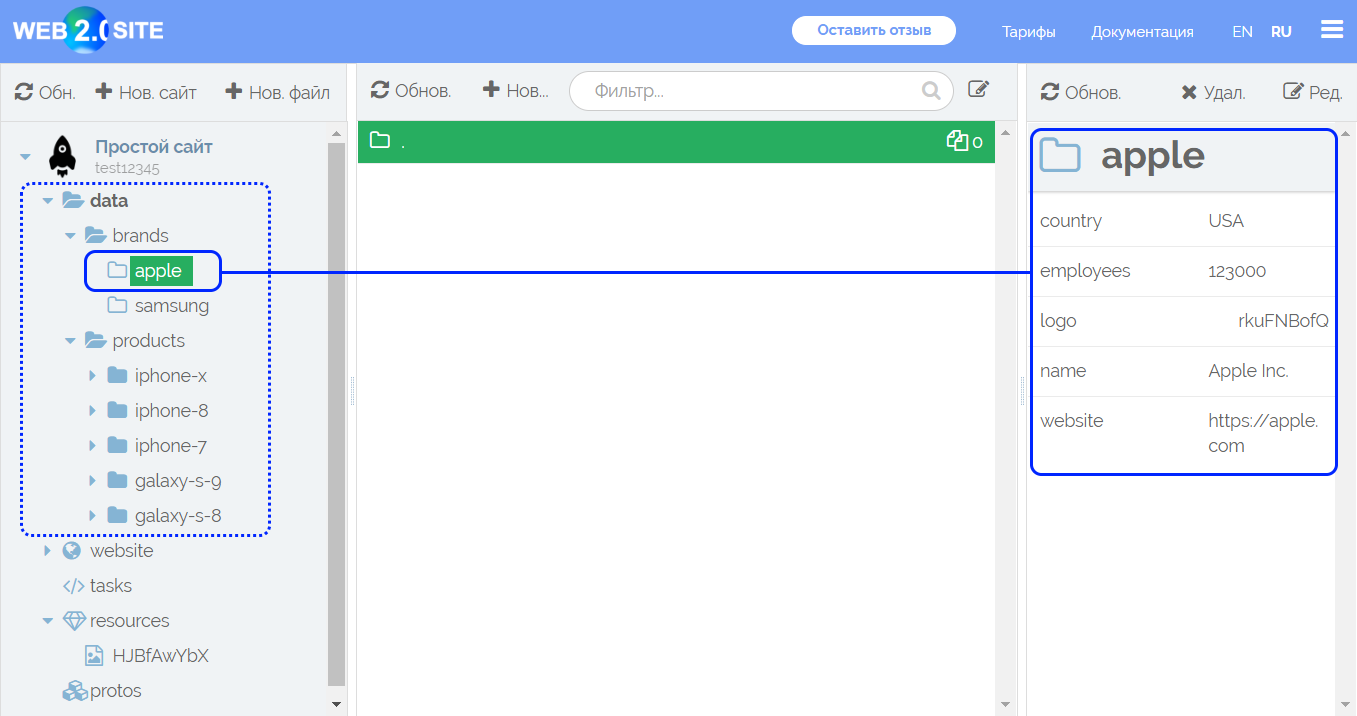 WEB 2.0 SITE
Оставить отзыв
Тарифы
Документация
EN RU
Обн. Нов. сайт Нов. файл
Обнов. Нов... Фильтр...
Обнов. Удал. Ред.
Простой сайт
test12345
data
brands
apple
samsung
products
iphone-x
iphone-8
iphone-7
galaxy-s-9
galaxy-s-8
website
tasks
resources
HJBfAwYbX
protos
. 0
apple
country USA
employees 123000
logo rkuFNBofQ
name Apple Inc.
website https://apple.
com